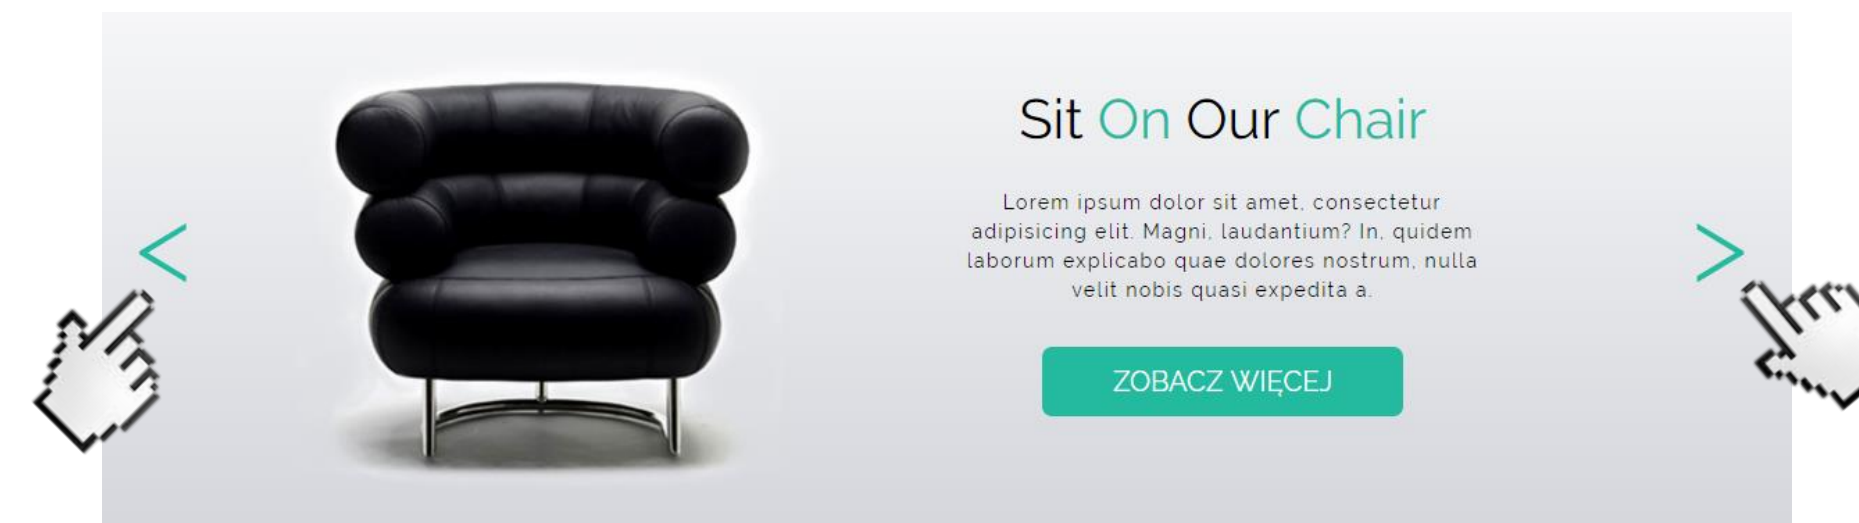 Sit On Our Chair
Lorem ipsum dolor sit amet, consectetur
adipisicing elit. Magni, laudantium? In, quidem
laborum explicabo quae dolores nostrum, nulla
velit nobis quasi expedita a.
< >
ZOBACZ WIĘCEJ